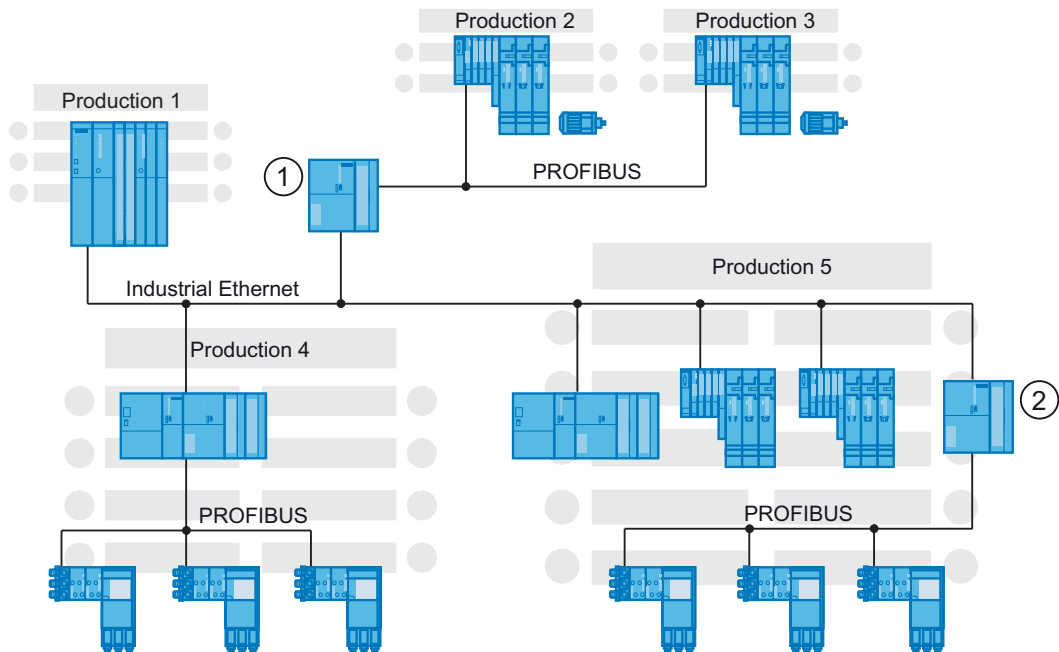 Production 2
Production 3
Production 1
1
PROFIBUS
Production 5
Industrial Ethernet
Production 4
2
PROFIBUS
PROFIBUS